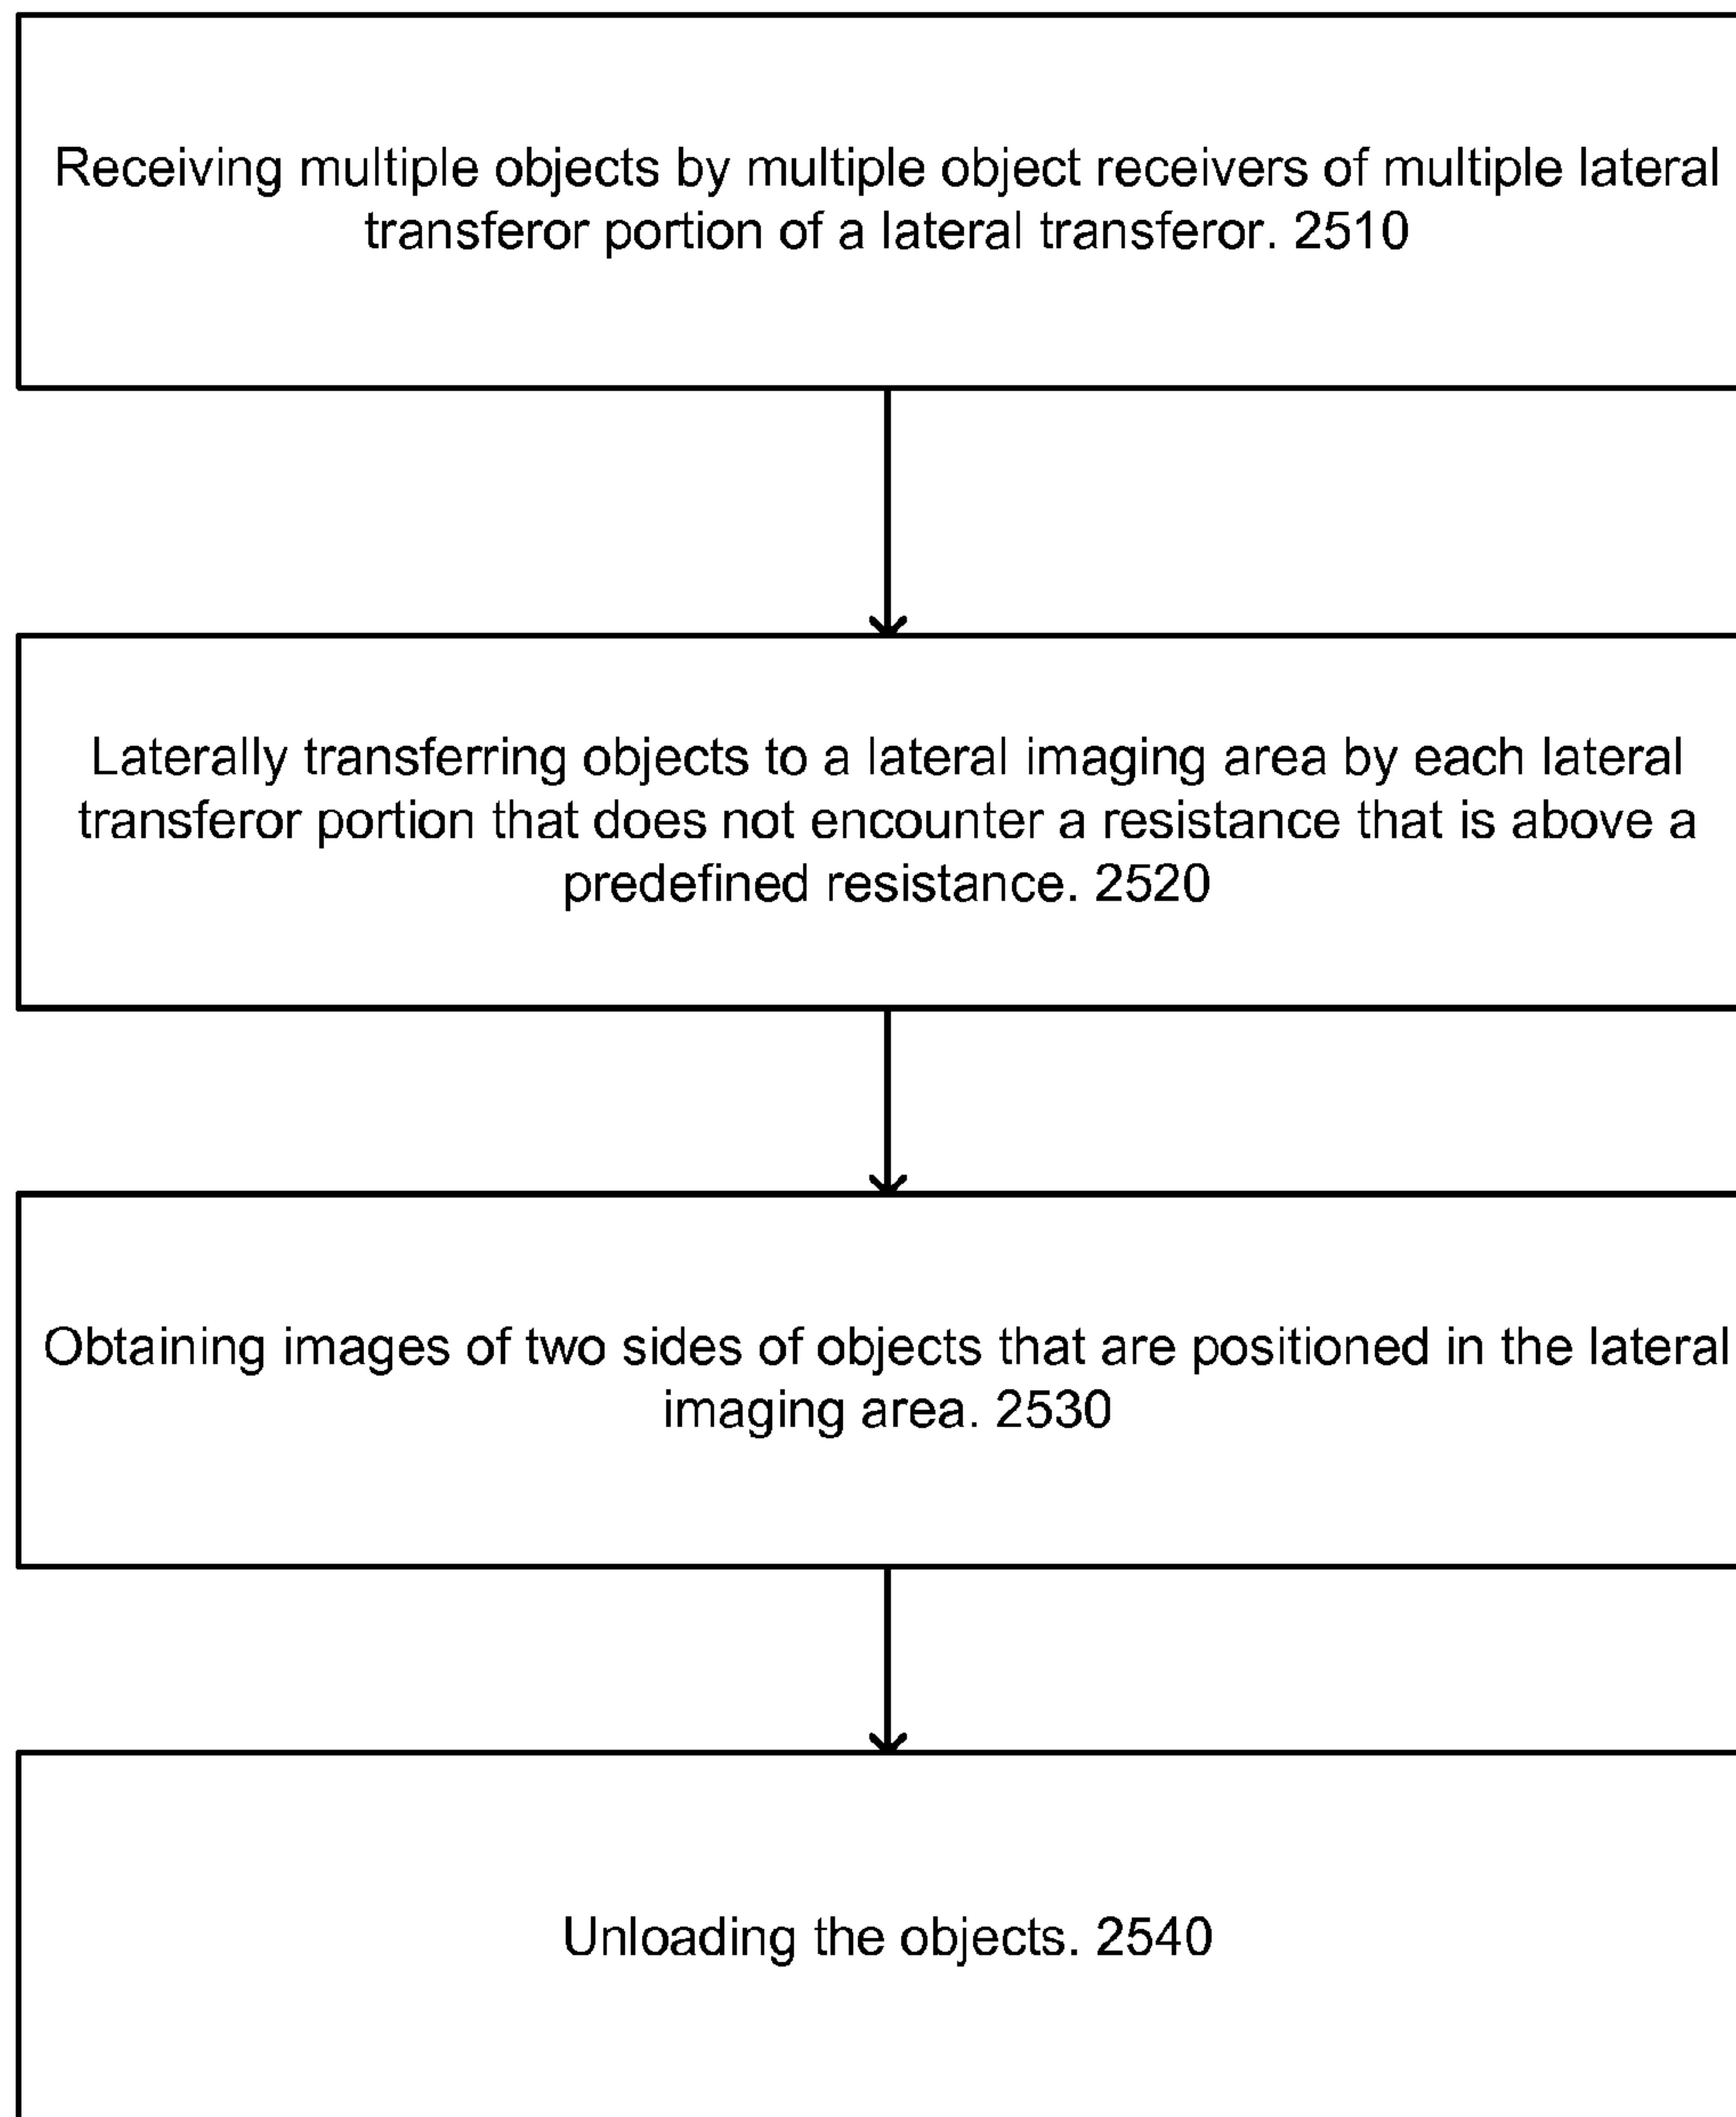 Receiving multiple objects by multiple object receivers of multiple lateral
transferor portion of a lateral transferor. 2510
Laterally transferring objects to a lateral imaging area by each lateral
transferor portion that does not encounter a resistance that is above a
predefined resistance. 2520
Obtaining images of two sides of objects that are positioned in the lateral
imaging area. 2530
Unloading the objects. 2540